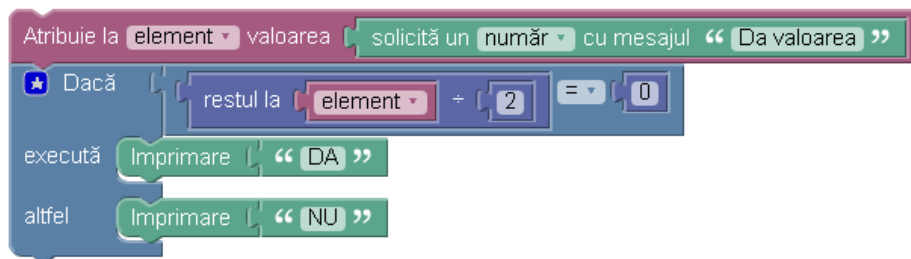 Atribuie la element valoarea solicită un număr cu mesajul “ Da valoarea ”
Dacă restul la element ÷ 2 = 0
execută Imprimare “ DA ”
altfel Imprimare “ NU ”